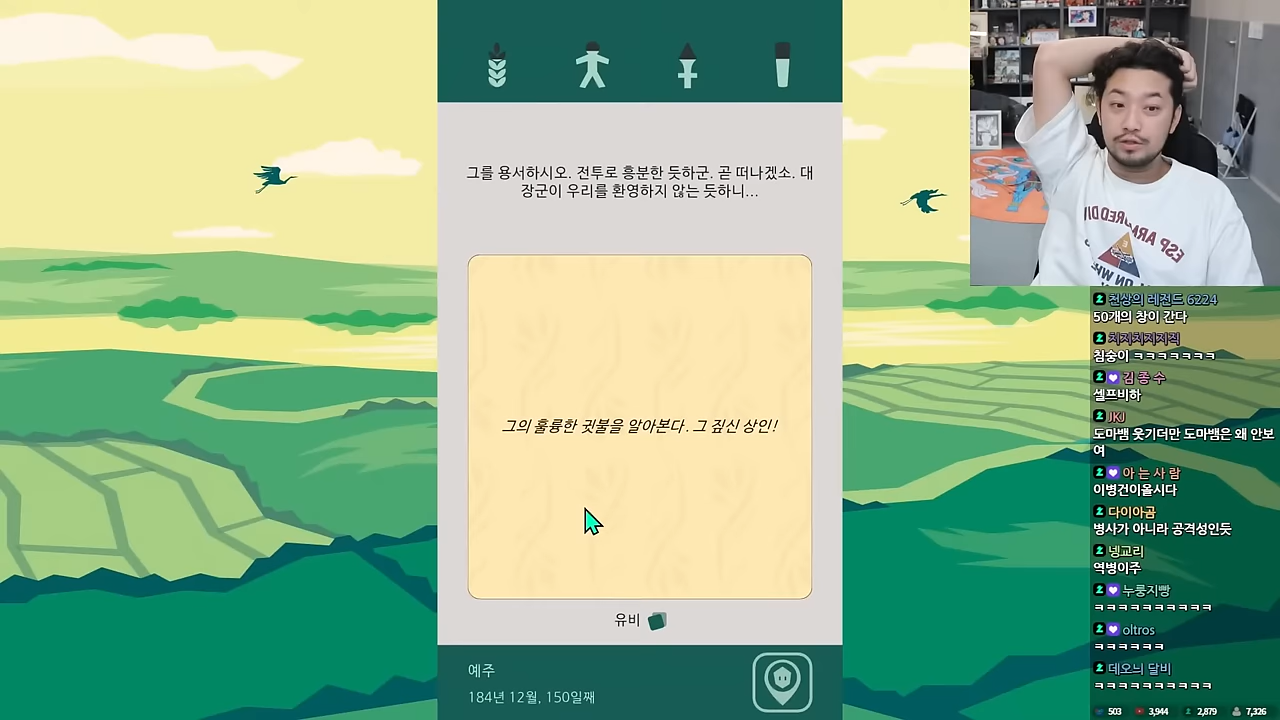 그를 용서하시오. 전투로 흥분한 듯하군. 곧 떠나겠소. 대
장군이 우리를 환영하지 않는 듯하니...
그의 훌륭한 귓불을 알아본다. 그 짚신 상인!
유비
예주
184년 12월, 150일째
천상의 레전드 6224
50개의 창이 간다
치지치지지직
침숭이 ㅋㅋㅋㅋㅋㅋㅋ
김 종 수
셀프비하
JKJ
도마뱀 웃기더만 도마뱀은 왜 안보
여
아 는 사 람
이병건이올시다
다이아곰
병사가 아니라 공격성인듯
넹교리
역병이주
누룽지빵
ㅋㅋㅋㅋㅋㅋㅋㅋㅋㅋ
oltros
ㅋㅋㅋㅋㅋㅋ
데오늬 달비
ㅋㅋㅋㅋㅋㅋㅋㅋㅋㅋ
503 3,944 2,879 7,326